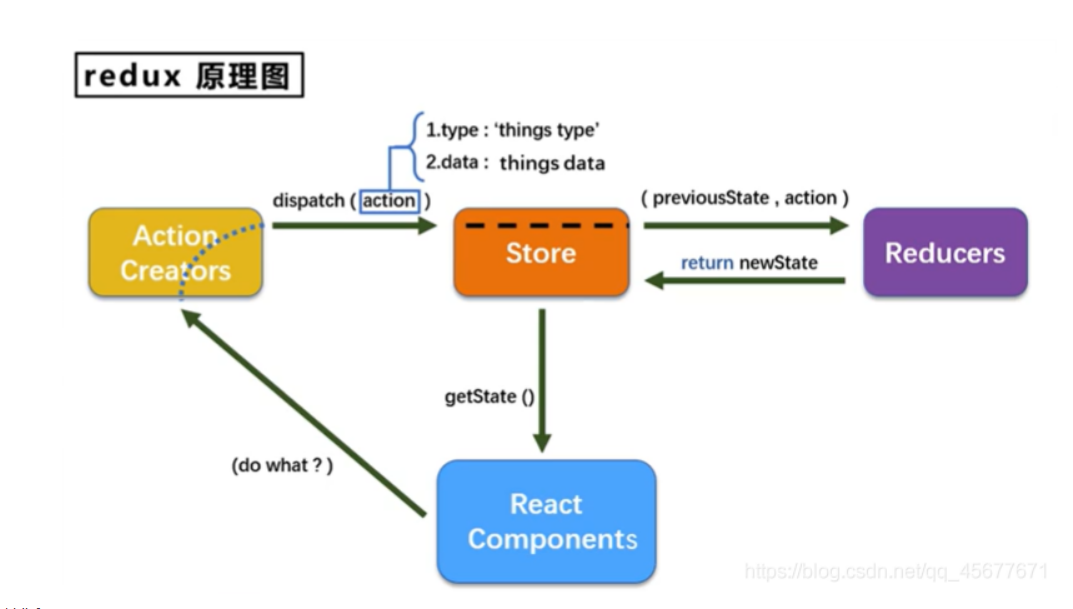 redux 原理图
1.type : ‘things type’
2.data : things data
dispatch ( action )
( previousState , action )
Action
Creators
Store
Reducers
return newState
getState ()
(do what ? )
React
Components
https://blog.csdn.net/qq_45677671